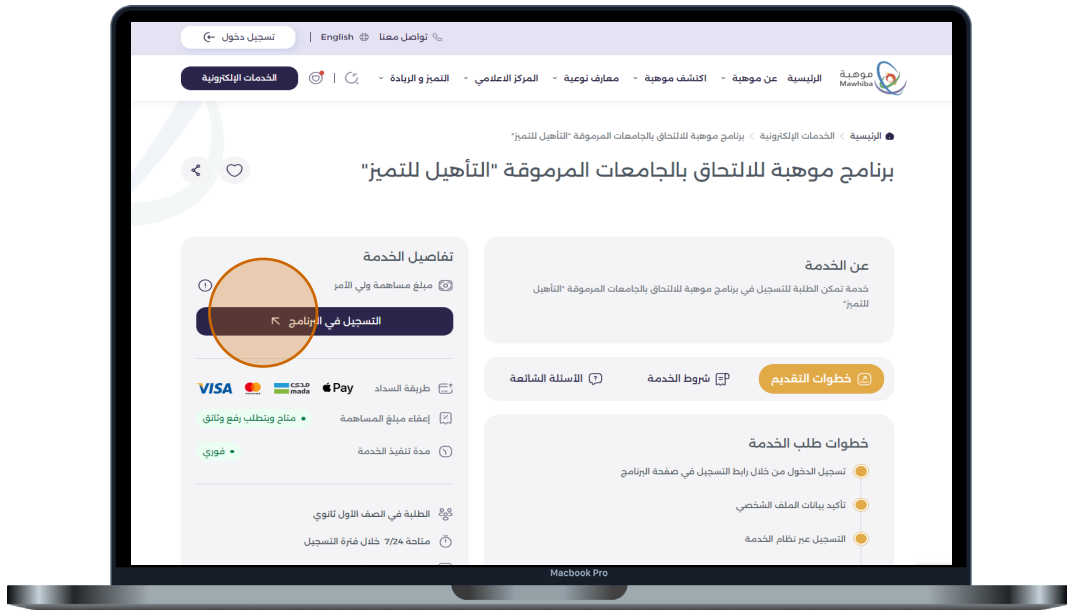 تواصل معنا
English
تسجيل دخول
موهبة
Mawhiba
الرئيسية
عن موهبة
اكتشف موهبة
معارف نوعية
المركز الاعلامي
التميز و الريادة
الخدمات الإلكترونية
الرئيسية > الخدمات الإلكترونية > برنامج موهبة للالتحاق بالجامعات المرموقة "التأهيل للتميز"
برنامج موهبة للالتحاق بالجامعات المرموقة "التأهيل للتميز"
عن الخدمة
خدمة تمكن الطلبة للتسجيل في برنامج موهبة للالتحاق بالجامعات المرموقة "التأهيل
للتميز"
خطوات التقديم
شروط الخدمة
الأسئلة الشائعة
خطوات طلب الخدمة
تسجيل الدخول من خلال رابط التسجيل في صفحة البرنامج
تأكيد بيانات الملف الشخصي
التسجيل عبر نظام الخدمة
تفاصيل الخدمة
مبلغ مساهمة ولي الأمر
التسجيل في البرنامج
طريقة السداد
Pay
مدى
mada
VISA
إعفاء مبلغ المساهمة
متاح ويتطلب رفع وثائق
مدة تنفيذ الخدمة
فوري
الطلبة في الصف الأول ثانوي
متاحة 7/24 خلال فترة التسجيل
Macbook Pro